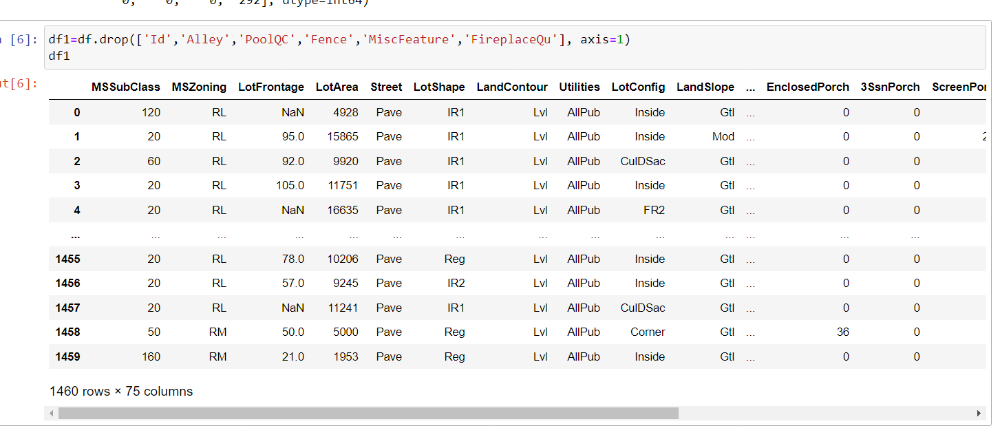 0, 0, 0, 292], dtype=int64)
[6]: df1=df.drop(['Id','Alley','PoolQC','Fence','MiscFeature','FireplaceQu'], axis=1)
df1
[6]:
MSSubClass MSZoning LotFrontage LotArea Street LotShape LandContour Utilities LotConfig LandSlope ... EnclosedPorch 3SsnPorch ScreenPor
0 120 RL NaN 4928 Pave IR1 Lvl AllPub Inside Gtl ... 0 0
1 20 RL 95.0 15865 Pave IR1 Lvl AllPub Inside Mod ... 0 0 2
2 60 RL 92.0 9920 Pave IR1 Lvl AllPub CulDSac Gtl ... 0 0
3 20 RL 105.0 11751 Pave IR1 Lvl AllPub Inside Gtl ... 0 0
4 20 RL NaN 16635 Pave IR1 Lvl AllPub FR2 Gtl ... 0 0
... ... ... ... ... ... ... ... ... ... ... ... ... ...
1455 20 RL 78.0 10206 Pave Reg Lvl AllPub Inside Gtl ... 0 0
1456 20 RL 57.0 9245 Pave IR2 Lvl AllPub Inside Gtl ... 0 0
1457 20 RL NaN 11241 Pave IR1 Lvl AllPub CulDSac Gtl ... 0 0
1458 50 RM 50.0 5000 Pave Reg Lvl AllPub Corner Gtl ... 36 0
1459 160 RM 21.0 1953 Pave Reg Lvl AllPub Inside Gtl ... 0 0
1460 rows × 75 columns